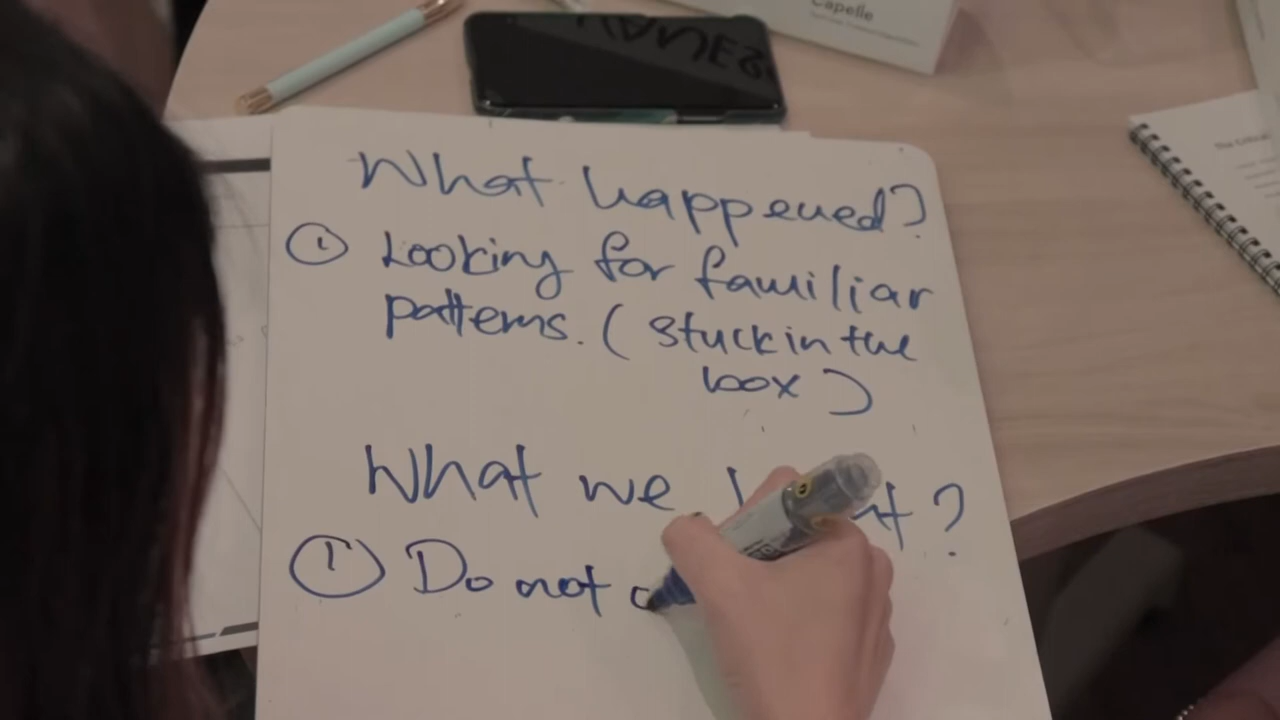 Capelle
What happened?
① Looking for familiar
patterns. (stuck in the
box)
What we
① Do not